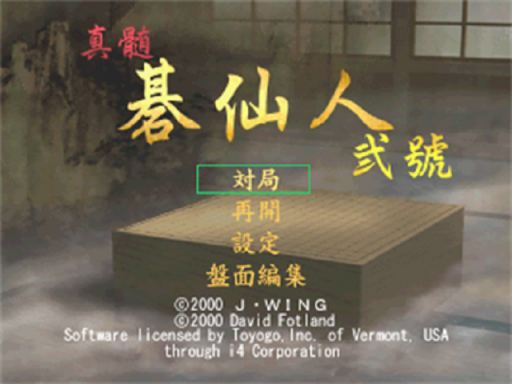 真髄
碁仙人
弐號
対局
再開
設定
盤面編集
©2000 J・WING
©2000 David Fotland
Software licensed by Toyogo,Inc. of Vermont, USA
through i4 Corporation